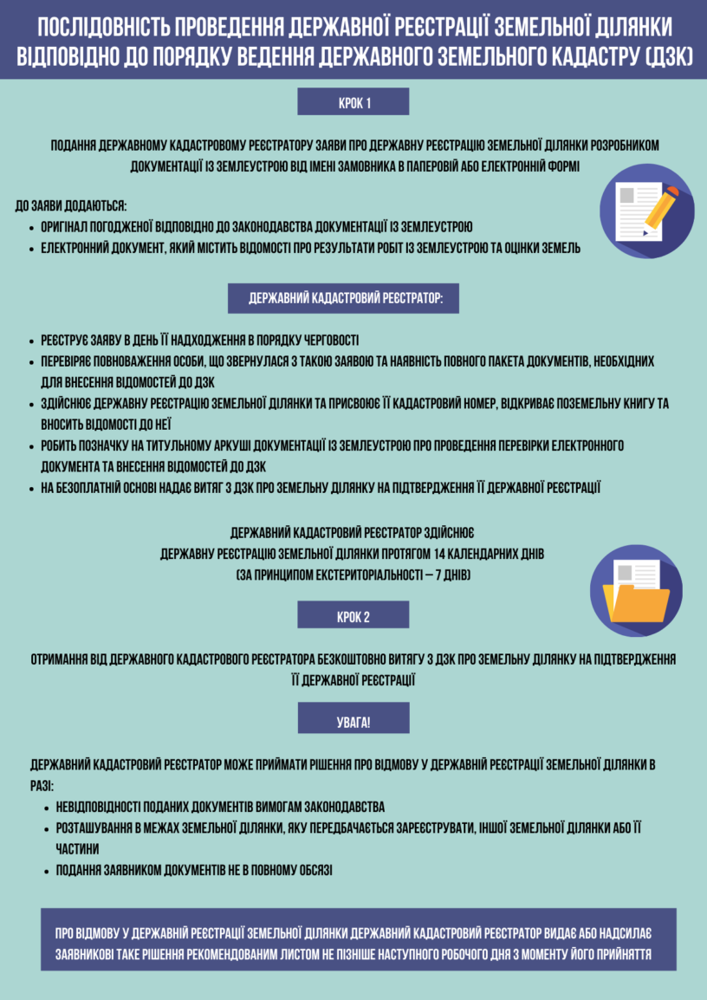 ПОСЛІДОВНІСТЬ ПРОВЕДЕННЯ ДЕРЖАВНОЇ РЕЄСТРАЦІЇ ЗЕМЕЛЬНОЇ ДІЛЯНКИ
ВІДПОВІДНО ДО ПОРЯДКУ ВЕДЕННЯ ДЕРЖАВНОГО ЗЕМЕЛЬНОГО КАДАСТРУ (ДЗК)
КРОК 1
ПОДАННЯ ДЕРЖАВНОМУ КАДАСТРОВОМУ РЕЄСТРАТОРУ ЗАЯВИ ПРО ДЕРЖАВНУ РЕЄСТРАЦІЮ ЗЕМЕЛЬНОЇ ДІЛЯНКИ РОЗРОБНИКОМ
ДОКУМЕНТАЦІЇ ІЗ ЗЕМЛЕУСТРОЮ ВІД ІМЕНІ ЗАМОВНИКА В ПАПЕРОВІЙ АБО ЕЛЕКТРОННІЙ ФОРМІ
ДО ЗАЯВИ ДОДАЮТЬСЯ:
• ОРИГІНАЛ ПОГОДЖЕНОЇ ВІДПОВІДНО ДО ЗАКОНОДАВСТВА ДОКУМЕНТАЦІЇ ІЗ ЗЕМЛЕУСТРОЮ
• ЕЛЕКТРОННИЙ ДОКУМЕНТ, ЯКИЙ МІСТИТЬ ВІДОМОСТІ ПРО РЕЗУЛЬТАТИ РОБІТ ІЗ ЗЕМЛЕУСТРОЮ ТА ОЦІНКИ ЗЕМЕЛЬ
ДЕРЖАВНИЙ КАДАСТРОВИЙ РЕЄСТРАТОР:
• РЕЄСТРУЄ ЗАЯВУ В ДЕНЬ ЇЇ НАДХОДЖЕННЯ В ПОРЯДКУ ЧЕРГОВОСТІ
• ПЕРЕВІРЯЄ ПОВНОВАЖЕННЯ ОСОБИ, ЩО ЗВЕРНУЛАСЯ З ТАКОЮ ЗАЯВОЮ ТА НАЯВНІСТЬ ПОВНОГО ПАКЕТА ДОКУМЕНТІВ, НЕОБХІДНИХ
ДЛЯ ВНЕСЕННЯ ВІДОМОСТЕЙ ДО ДЗК
• ЗДІЙСНЮЄ ДЕРЖАВНУ РЕЄСТРАЦІЮ ЗЕМЕЛЬНОЇ ДІЛЯНКИ ТА ПРИСВОЮЄ ЇЇ КАДАСТРОВИЙ НОМЕР, ВІДКРИВАЄ ПОЗЕМЕЛЬНУ КНИГУ ТА
ВНОСИТЬ ВІДОМОСТІ ДО НЕЇ
• РОБИТЬ ПОЗНАЧКУ НА ТИТУЛЬНОМУ АРКУШІ ДОКУМЕНТАЦІЇ ІЗ ЗЕМЛЕУСТРОЮ ПРО ПРОВЕДЕННЯ ПЕРЕВІРКИ ЕЛЕКТРОННОГО
ДОКУМЕНТА ТА ВНЕСЕННЯ ВІДОМОСТЕЙ ДО ДЗК
• НА БЕЗОПЛАТНІЙ ОСНОВІ НАДАЄ ВИТЯГ З ДЗК ПРО ЗЕМЕЛЬНУ ДІЛЯНКУ НА ПІДТВЕРДЖЕННЯ ЇЇ ДЕРЖАВНОЇ РЕЄСТРАЦІЇ
ДЕРЖАВНИЙ КАДАСТРОВИЙ РЕЄСТРАТОР ЗДІЙСНЮЄ
ДЕРЖАВНУ РЕЄСТРАЦІЮ ЗЕМЕЛЬНОЇ ДІЛЯНКИ ПРОТЯГОМ 14 КАЛЕНДАРНИХ ДНІВ
(ЗА ПРИНЦИПОМ ЕКСТЕРИТОРІАЛЬНОСТІ – 7 ДНІВ)
КРОК 2
ОТРИМАННЯ ВІД ДЕРЖАВНОГО КАДАСТРОВОГО РЕЄСТРАТОРА БЕЗКОШТОВНО ВИТЯГУ З ДЗК ПРО ЗЕМЕЛЬНУ ДІЛЯНКУ НА ПІДТВЕРДЖЕННЯ
ЇЇ ДЕРЖАВНОЇ РЕЄСТРАЦІЇ
УВАГА!
ДЕРЖАВНИЙ КАДАСТРОВИЙ РЕЄСТРАТОР МОЖЕ ПРИЙМАТИ РІШЕННЯ ПРО ВІДМОВУ У ДЕРЖАВНІЙ РЕЄСТРАЦІЇ ЗЕМЕЛЬНОЇ ДІЛЯНКИ В
РАЗІ:
• НЕВІДПОВІДНОСТІ ПОДАНИХ ДОКУМЕНТІВ ВИМОГАМ ЗАКОНОДАВСТВА
• РОЗТАШУВАННЯ В МЕЖАХ ЗЕМЕЛЬНОЇ ДІЛЯНКИ, ЯКУ ПЕРЕДБАЧАЄТЬСЯ ЗАРЕЄСТРУВАТИ, ІНШОЇ ЗЕМЕЛЬНОЇ ДІЛЯНКИ АБО ЇЇ
ЧАСТИНИ
• ПОДАННЯ ЗАЯВНИКОМ ДОКУМЕНТІВ НЕ В ПОВНОМУ ОБСЯЗІ
ПРО ВІДМОВУ У ДЕРЖАВНІЙ РЕЄСТРАЦІЇ ЗЕМЕЛЬНОЇ ДІЛЯНКИ ДЕРЖАВНИЙ КАДАСТРОВИЙ РЕЄСТРАТОР ВИДАЄ АБО НАДСИЛАЄ
ЗАЯВНИКОВІ ТАКЕ РІШЕННЯ РЕКОМЕНДОВАНИМ ЛИСТОМ НЕ ПІЗНІШЕ НАСТУПНОГО РОБОЧОГО ДНЯ З МОМЕНТУ ЙОГО ПРИЙНЯТТЯ